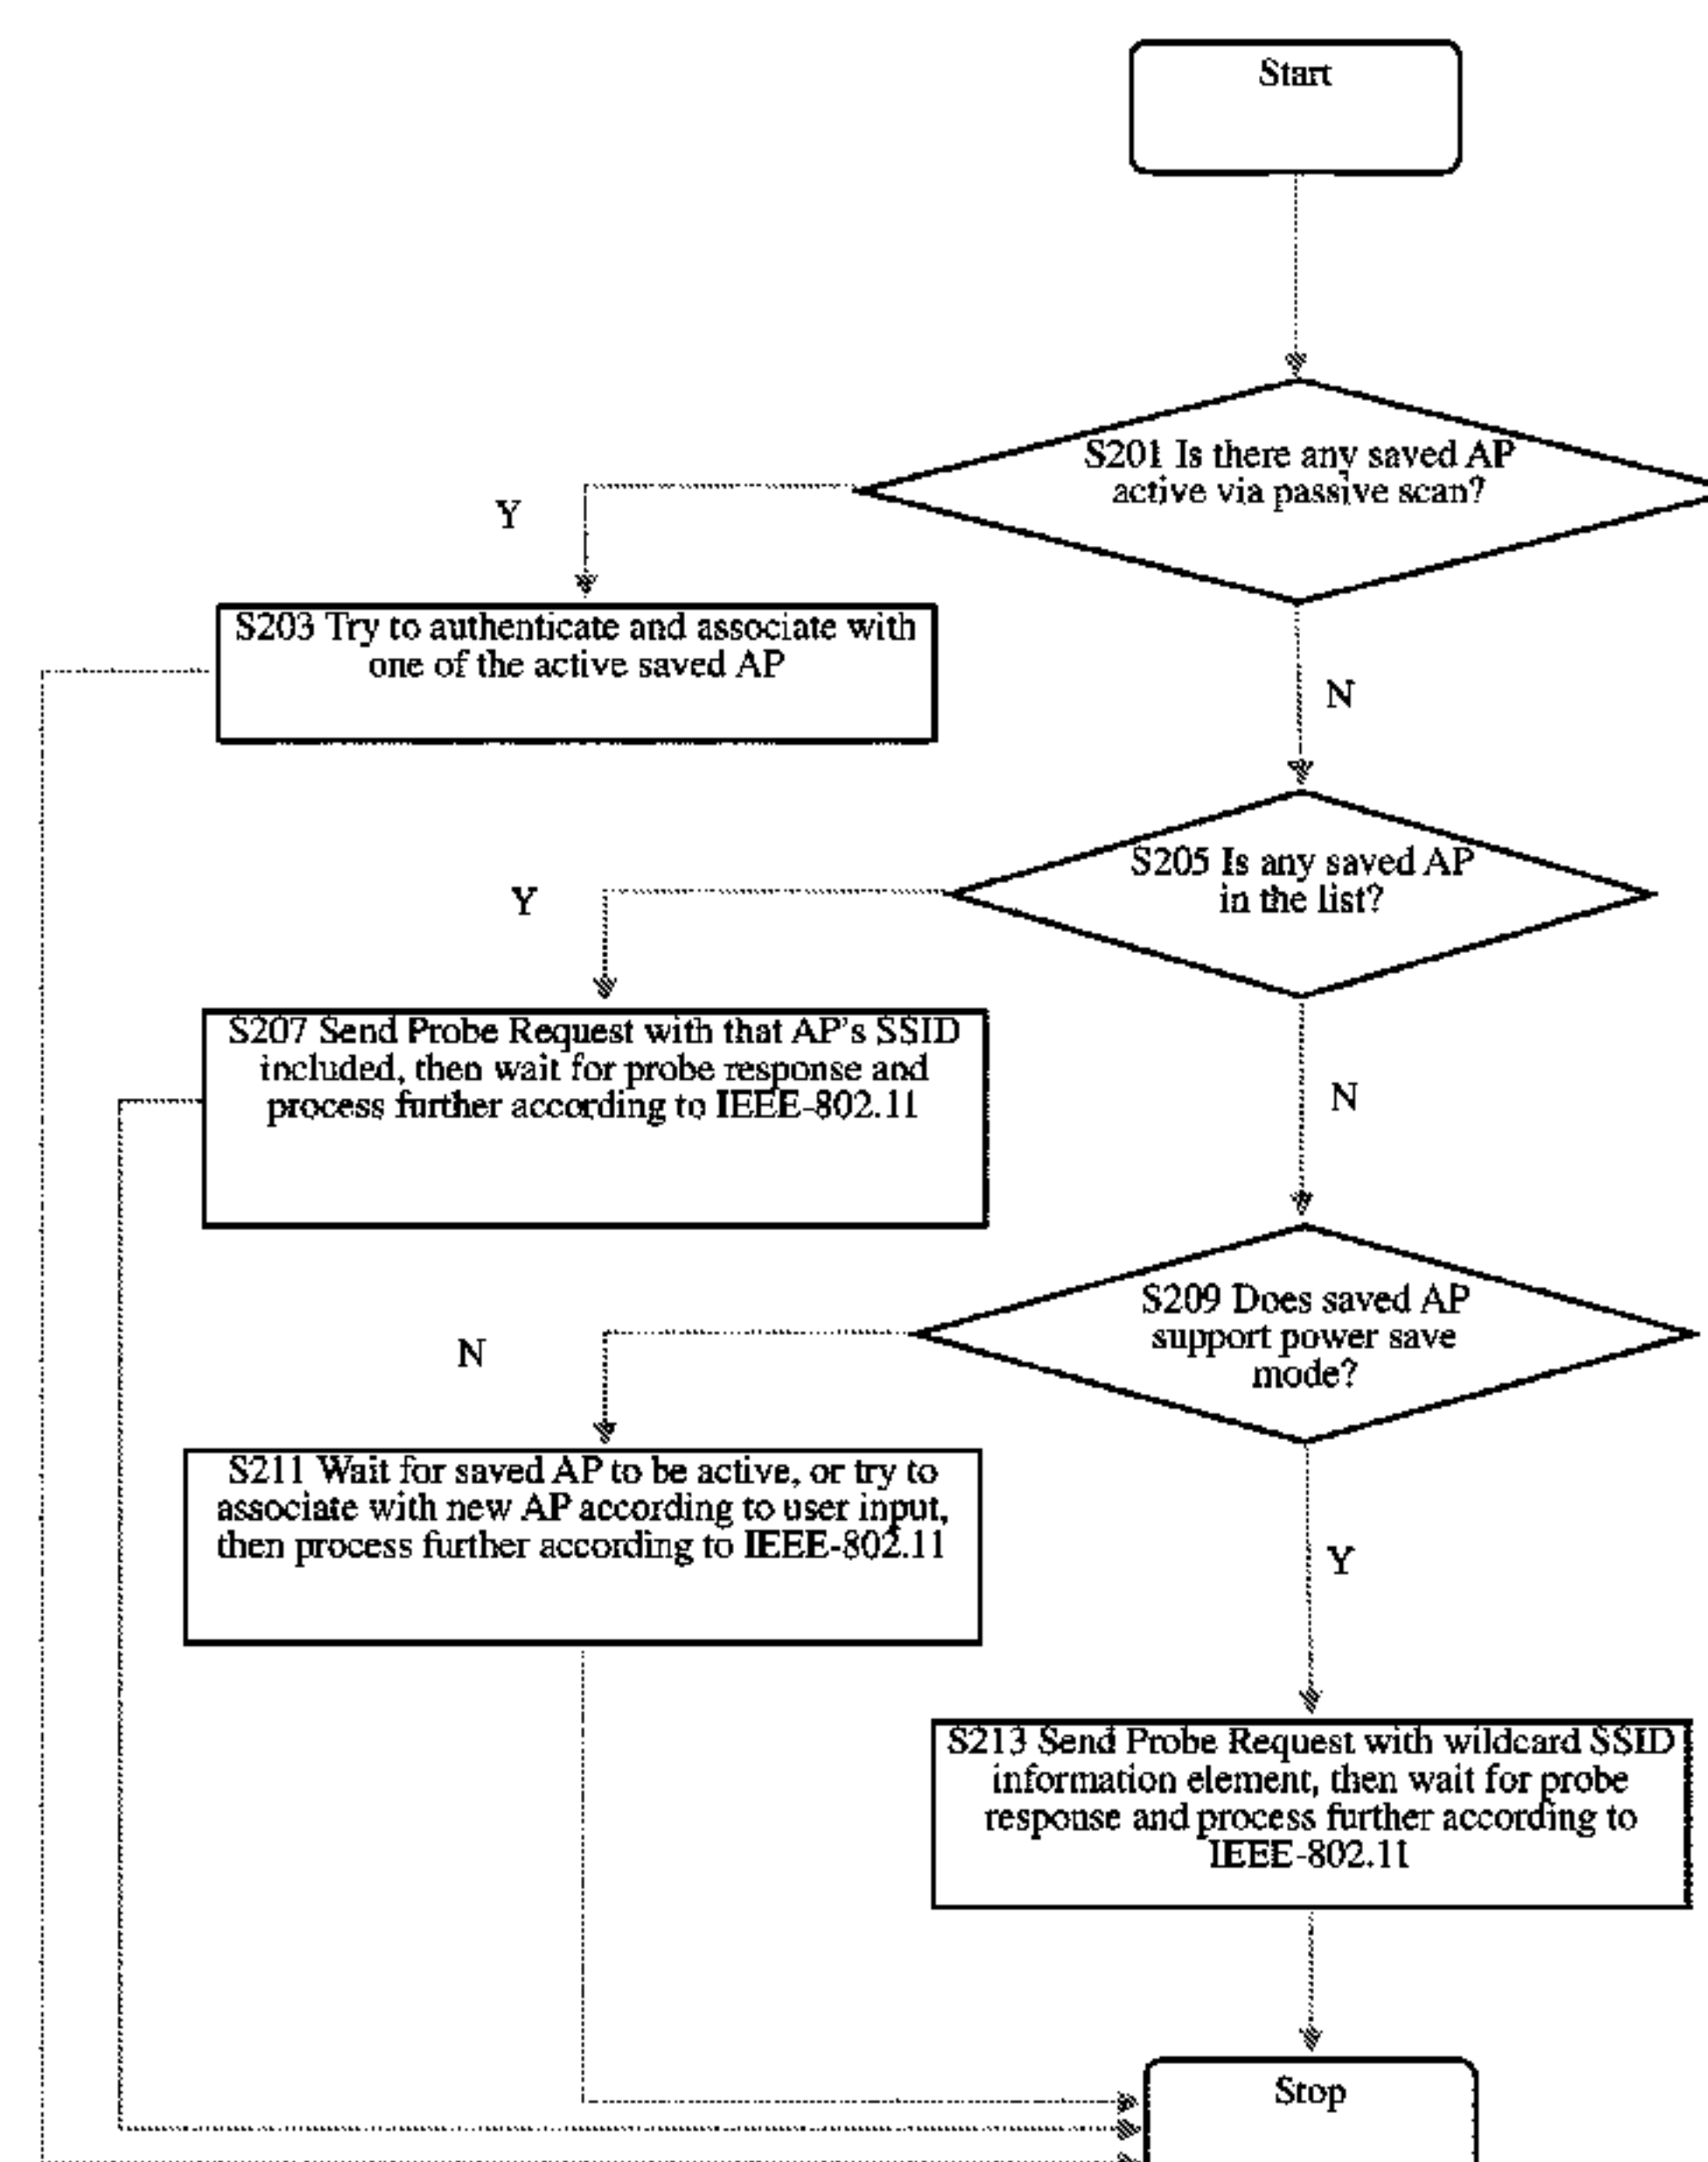 Start
S201 Is there any saved AP
active via passive scan?
Y
S203 Try to authenticate and associate with
one of the active saved AP
N
S205 Is any saved AP
in the list?
Y
S207 Send Probe Request with that AP's SSID
included, then wait for probe response and
process further according to IEEE-802.11
N
S209 Does saved AP
support power save
mode?
N
S211 Wait for saved AP to be active, or try to
associate with new AP according to user input,
then process further according to IEEE-802.11
Y
S213 Send Probe Request with wildcard SSID
information element, then wait for probe
response and process further according to
IEEE-802.11
Stop